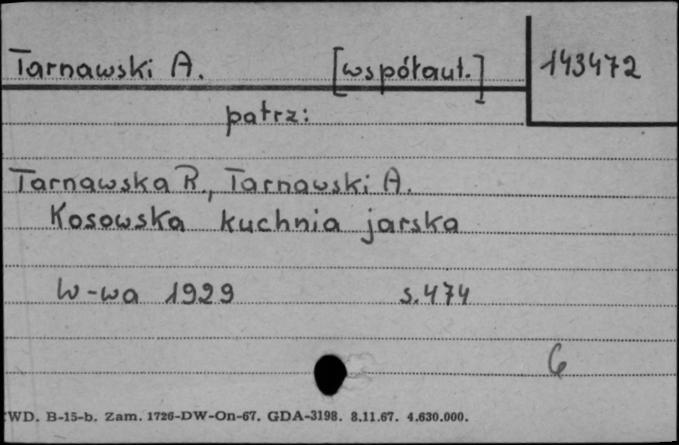 Tarnawski A. [współaut.] 143472
patrz:
Tarnawska R., Tarnawski A.
Kosowska kuchnia jarska
W-wa 1929 s.474
6
WD. B-15-b. Zam. 1726-DW-On-67. GDA-3198. 8.11.67. 4.630.000.